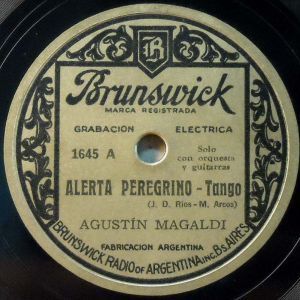 B
Brunswick
MARCA REGISTRADA
GRABACION ELECTRICA
1645 A
Solo
con orquesta
y guitarras
ALERTA PEREGRINO - Tango
(J. D. Rios - M. Arcos)
AGUSTÍN MAGALDI
FABRICACION ARGENTINA
BRUNSWICK RADIO OF ARGENTINA INC. Bs. AIRES